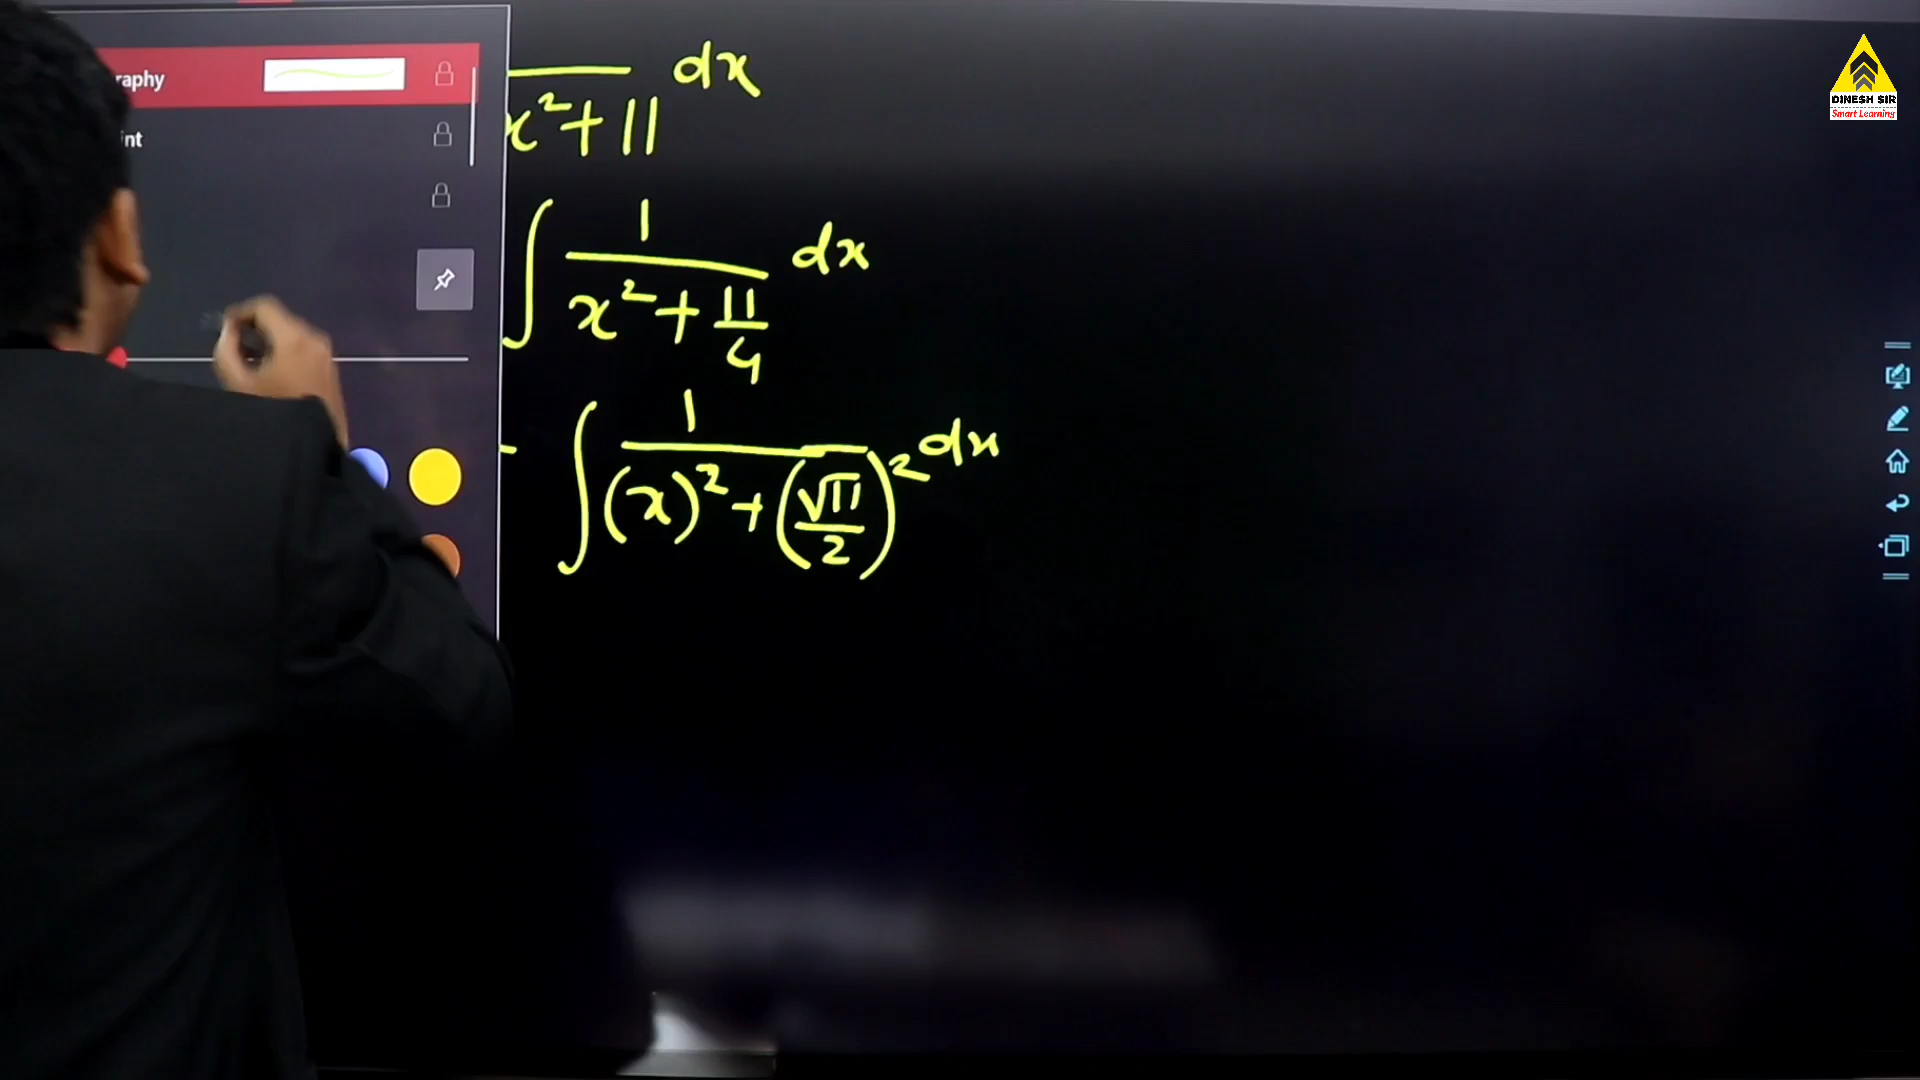 raphy
int
x²+11 dx
∫ 1/(x²+11/4) dx
- ∫ 1/((x)²+(√11/2)²) dx
DINESH SIR
Smart Learning